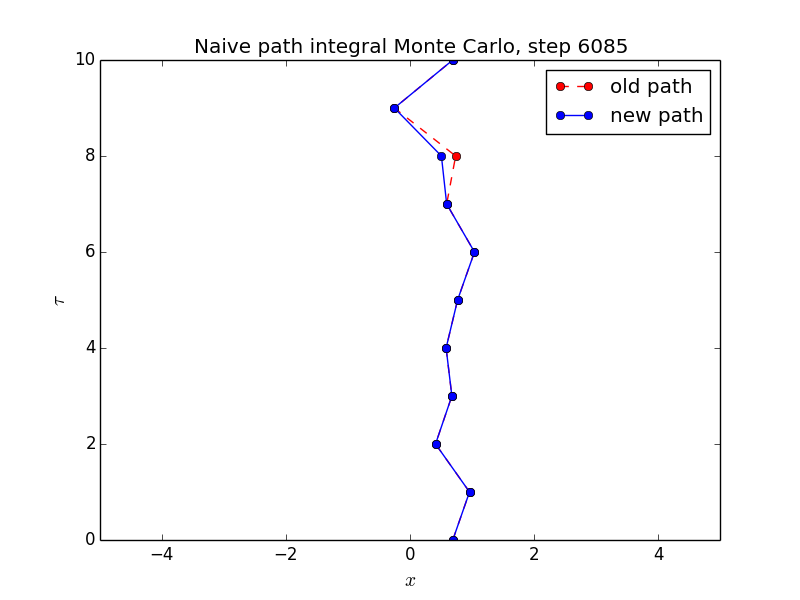 Naive path integral Monte Carlo, step 6085
old path
new path
10
8
6
4
2
0
τ
−4
−2
0
2
4
x